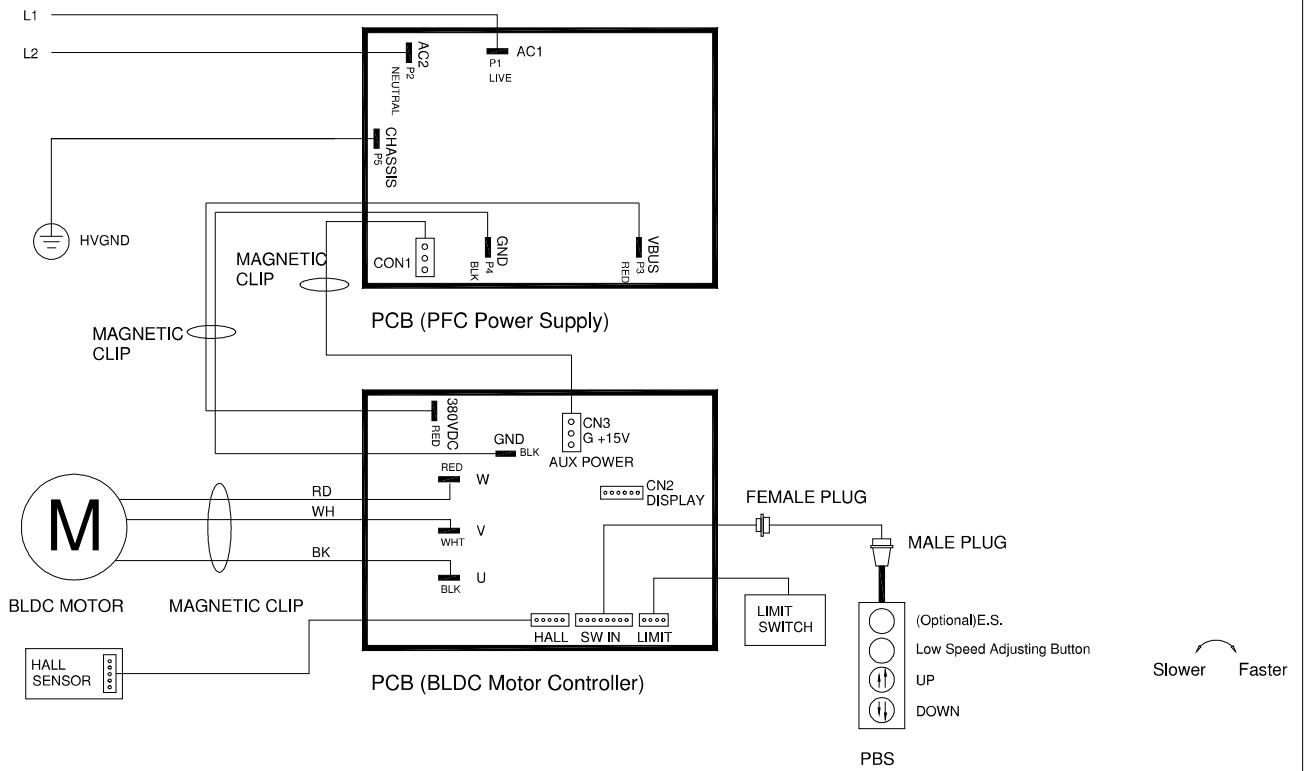 L1
L2
AC2
P2
NEUTRAL
AC1
P1
LIVE
CHASSIS
P5
HVGND
MAGNETIC
CLIP
CON1
GND
P4
BLK
VBUS
P3
RED
PCB (PFC Power Supply)
MAGNETIC
CLIP
380VDC
RED
GND
BLK
CN3
G +15V
AUX POWER
RED
W
CN2
DISPLAY
V
WHT
U
BLK
RD
WH
BK
M
BLDC MOTOR
MAGNETIC CLIP
FEMALE PLUG
MALE PLUG
HALL
SW IN
LIMIT
LIMIT
SWITCH
HALL
SENSOR
PCB (BLDC Motor Controller)
(Optional)E.S.
Low Speed Adjusting Button
UP
DOWN
PBS
Slower
Faster